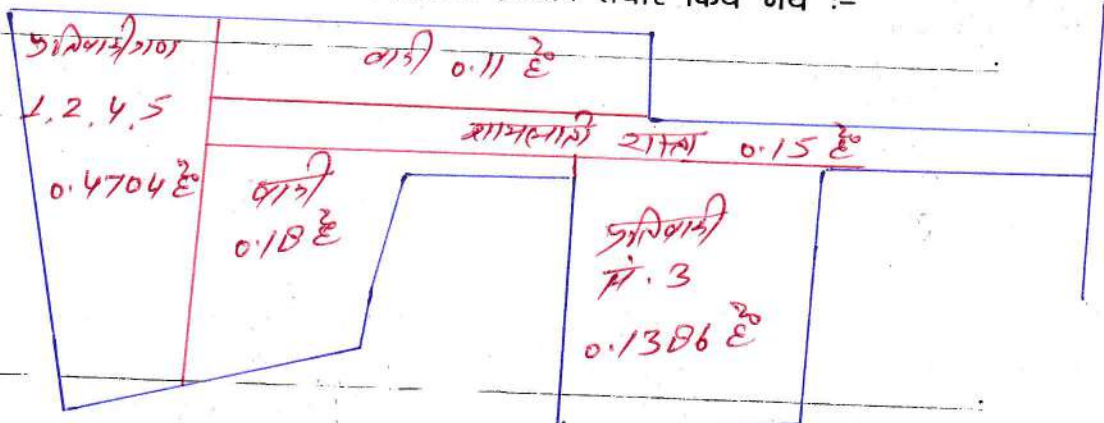 तैयार किये गये :-
प्रतिवादीगण
1, 2, 4, 5
0.4704 है०
वादी 0.11 है०
शामलाती रास्ता 0.15 है०
वादी
0.18 है०
प्रतिवादी
नं. 3
0.1386 है०